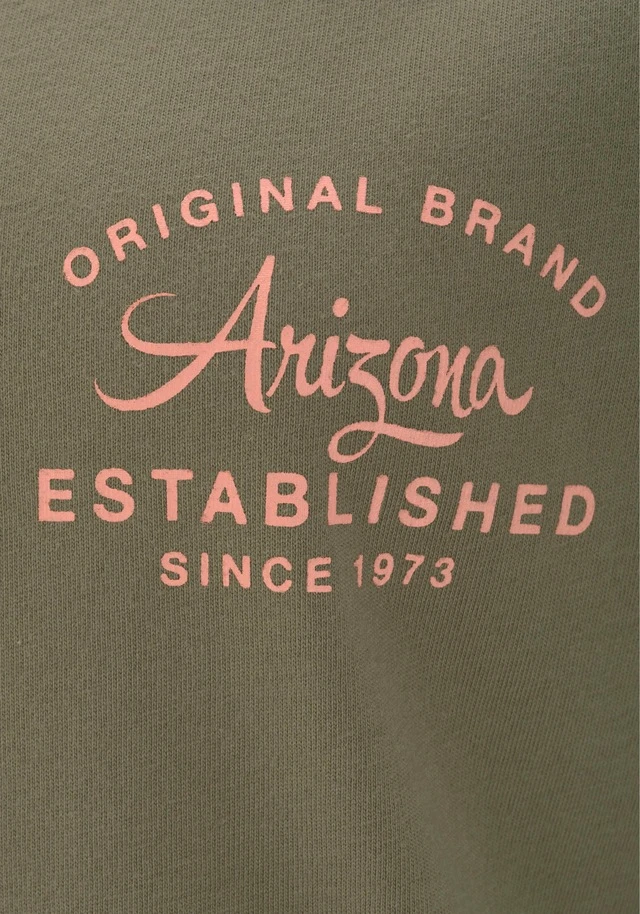 ORIGINAL BRAND
Arizona
ESTABLISHED
SINCE 1973